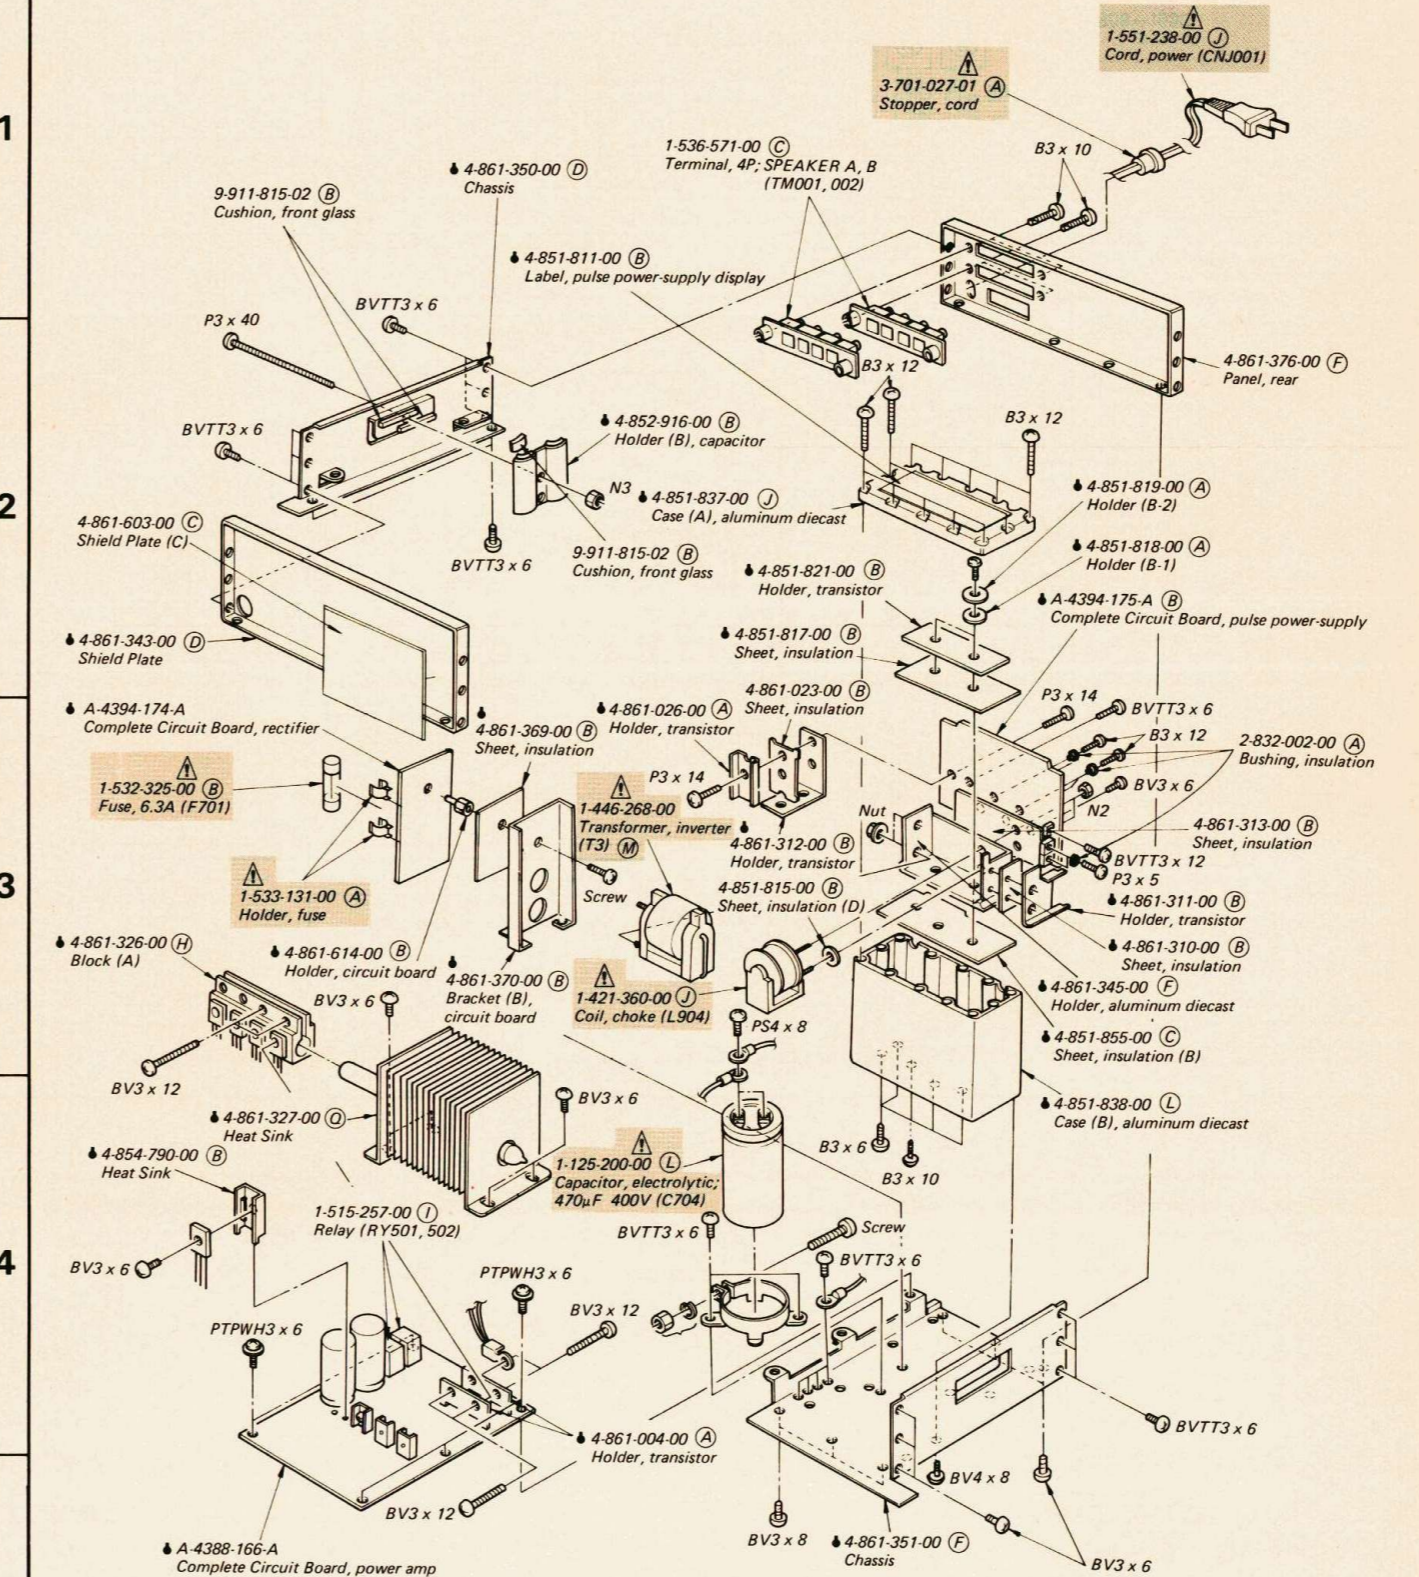 1
2
3
4
1-551-238-00 (J)
Cord, power (CNJ001)
3-701-027-01 (A)
Stopper, cord
1-536-571-00 (C)
Terminal, 4P; SPEAKER A, B
(TM001, 002)
B3 x 10
4-861-350-00 (D)
Chassis
9-911-815-02 (B)
Cushion, front glass
4-851-811-00 (B)
Label, pulse power-supply display
BVTT3 x 6
P3 x 40
B3 x 12
4-861-376-00 (F)
Panel, rear
BVTT3 x 6
4-852-916-00 (B)
Holder (B), capacitor
B3 x 12
N3
4-851-837-00 (J)
Case (A), aluminum diecast
4-851-819-00 (A)
Holder (B-2)
4-861-603-00 (C)
Shield Plate (C)
BVTT3 x 6
9-911-815-02 (B)
Cushion, front glass
4-851-818-00 (A)
Holder (B-1)
4-851-821-00 (B)
Holder, transistor
A-4394-175-A (B)
Complete Circuit Board, pulse power-supply
4-861-343-00 (D)
Shield Plate
4-851-817-00 (B)
Sheet, insulation
A-4394-174-A
Complete Circuit Board, rectifier
4-861-369-00 (B)
Sheet, insulation
4-861-026-00 (A)
Holder, transistor
4-861-023-00 (B)
Sheet, insulation
P3 x 14
BVTT3 x 6
B3 x 12
2-832-002-00 (A)
Bushing, insulation
1-532-325-00 (B)
Fuse, 6.3A (F701)
P3 x 14
1-446-268-00
Transformer, inverter
(T3) (M)
BV3 x 6
N2
Nut
4-861-312-00 (B)
Holder, transistor
4-861-313-00 (B)
Sheet, insulation
BVTT3 x 12
P3 x 5
1-533-131-00 (A)
Holder, fuse
Screw
4-851-815-00 (B)
Sheet, insulation (D)
4-861-311-00 (B)
Holder, transistor
4-861-326-00 (H)
Block (A)
4-861-614-00 (B)
Holder, circuit board
4-861-370-00 (B)
Bracket (B),
circuit board
1-421-360-00 (J)
Coil, choke (L904)
4-861-310-00 (B)
Sheet, insulation
4-861-345-00 (F)
Holder, aluminum diecast
BV3 x 6
PS4 x 8
4-851-855-00 (C)
Sheet, insulation (B)
BV3 x 12
BV3 x 6
4-861-327-00 (Q)
Heat Sink
4-851-838-00 (L)
Case (B), aluminum diecast
4-854-790-00 (B)
Heat Sink
1-125-200-00 (L)
Capacitor, electrolytic;
470µF 400V (C704)
B3 x 6
B3 x 10
1-515-257-00 (I)
Relay (RY501, 502)
BVTT3 x 6
Screw
BV3 x 6
BVTT3 x 6
PTPWH3 x 6
BV3 x 12
PTPWH3 x 6
BVTT3 x 6
4-861-004-00 (A)
Holder, transistor
BV4 x 8
BV3 x 12
BV3 x 8
4-861-351-00 (F)
Chassis
BV3 x 6
A-4388-166-A
Complete Circuit Board, power amp